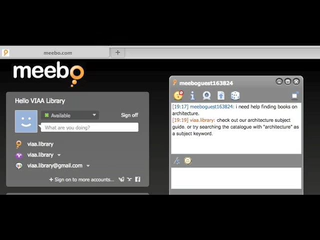 meebo.com
meebo
Hello VIAA Library
Available
Sign off
What are you doing?
viaa.library
viaa.library
viaa.library@gmail.com
+ Sign on to more accounts...
meeboguest163824
[19:17] meeboguest163824: i need help finding books on
architecture.
[19:19] viaa.library: check out our architecture subject
guide. or try searching the catalogue with "architecture" as
a subject keyword.